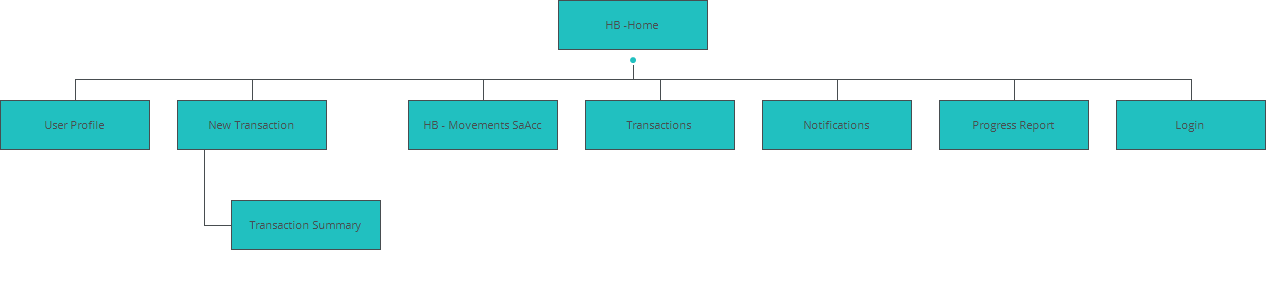 HB -Home
User Profile
New Transaction
HB - Movements SaAcc
Transactions
Notifications
Progress Report
Login
Transaction Summary